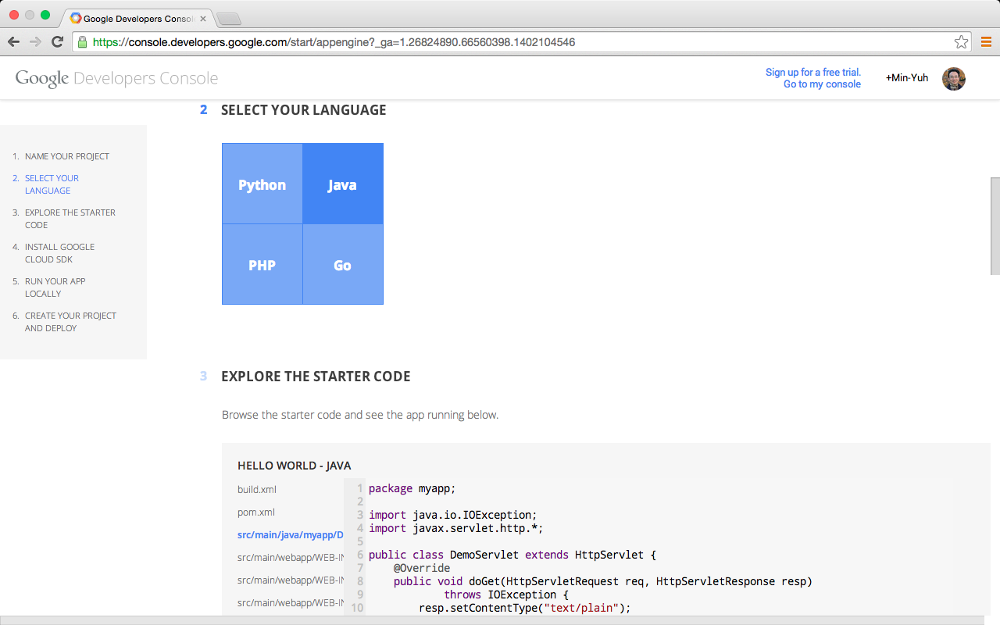 Google Developers Conso
https://console.developers.google.com/start/appengine?_ga=1.26824890.66560398.1402104546
Google Developers Console
Sign up for a free trial.
Go to my console
+Min-Yuh
1. NAME YOUR PROJECT
2. SELECT YOUR
LANGUAGE
3. EXPLORE THE STARTER
CODE
4. INSTALL GOOGLE
CLOUD SDK
5. RUN YOUR APP
LOCALLY
6. CREATE YOUR PROJECT
AND DEPLOY
2 SELECT YOUR LANGUAGE
Python
Java
PHP
Go
3 EXPLORE THE STARTER CODE
Browse the starter code and see the app running below.
HELLO WORLD - JAVA
build.xml
pom.xml
src/main/java/myapp/D
src/main/webapp/WEB-IN
src/main/webapp/WEB-IN
src/main/webapp/WEB-IN
1 package myapp;
2
3 import java.io.IOException;
4 import javax.servlet.http.*;
5
6 public class DemoServlet extends HttpServlet {
7 @Override
8 public void doGet(HttpServletRequest req, HttpServletResponse resp)
9 throws IOException {
10 resp.setContentType("text/plain");